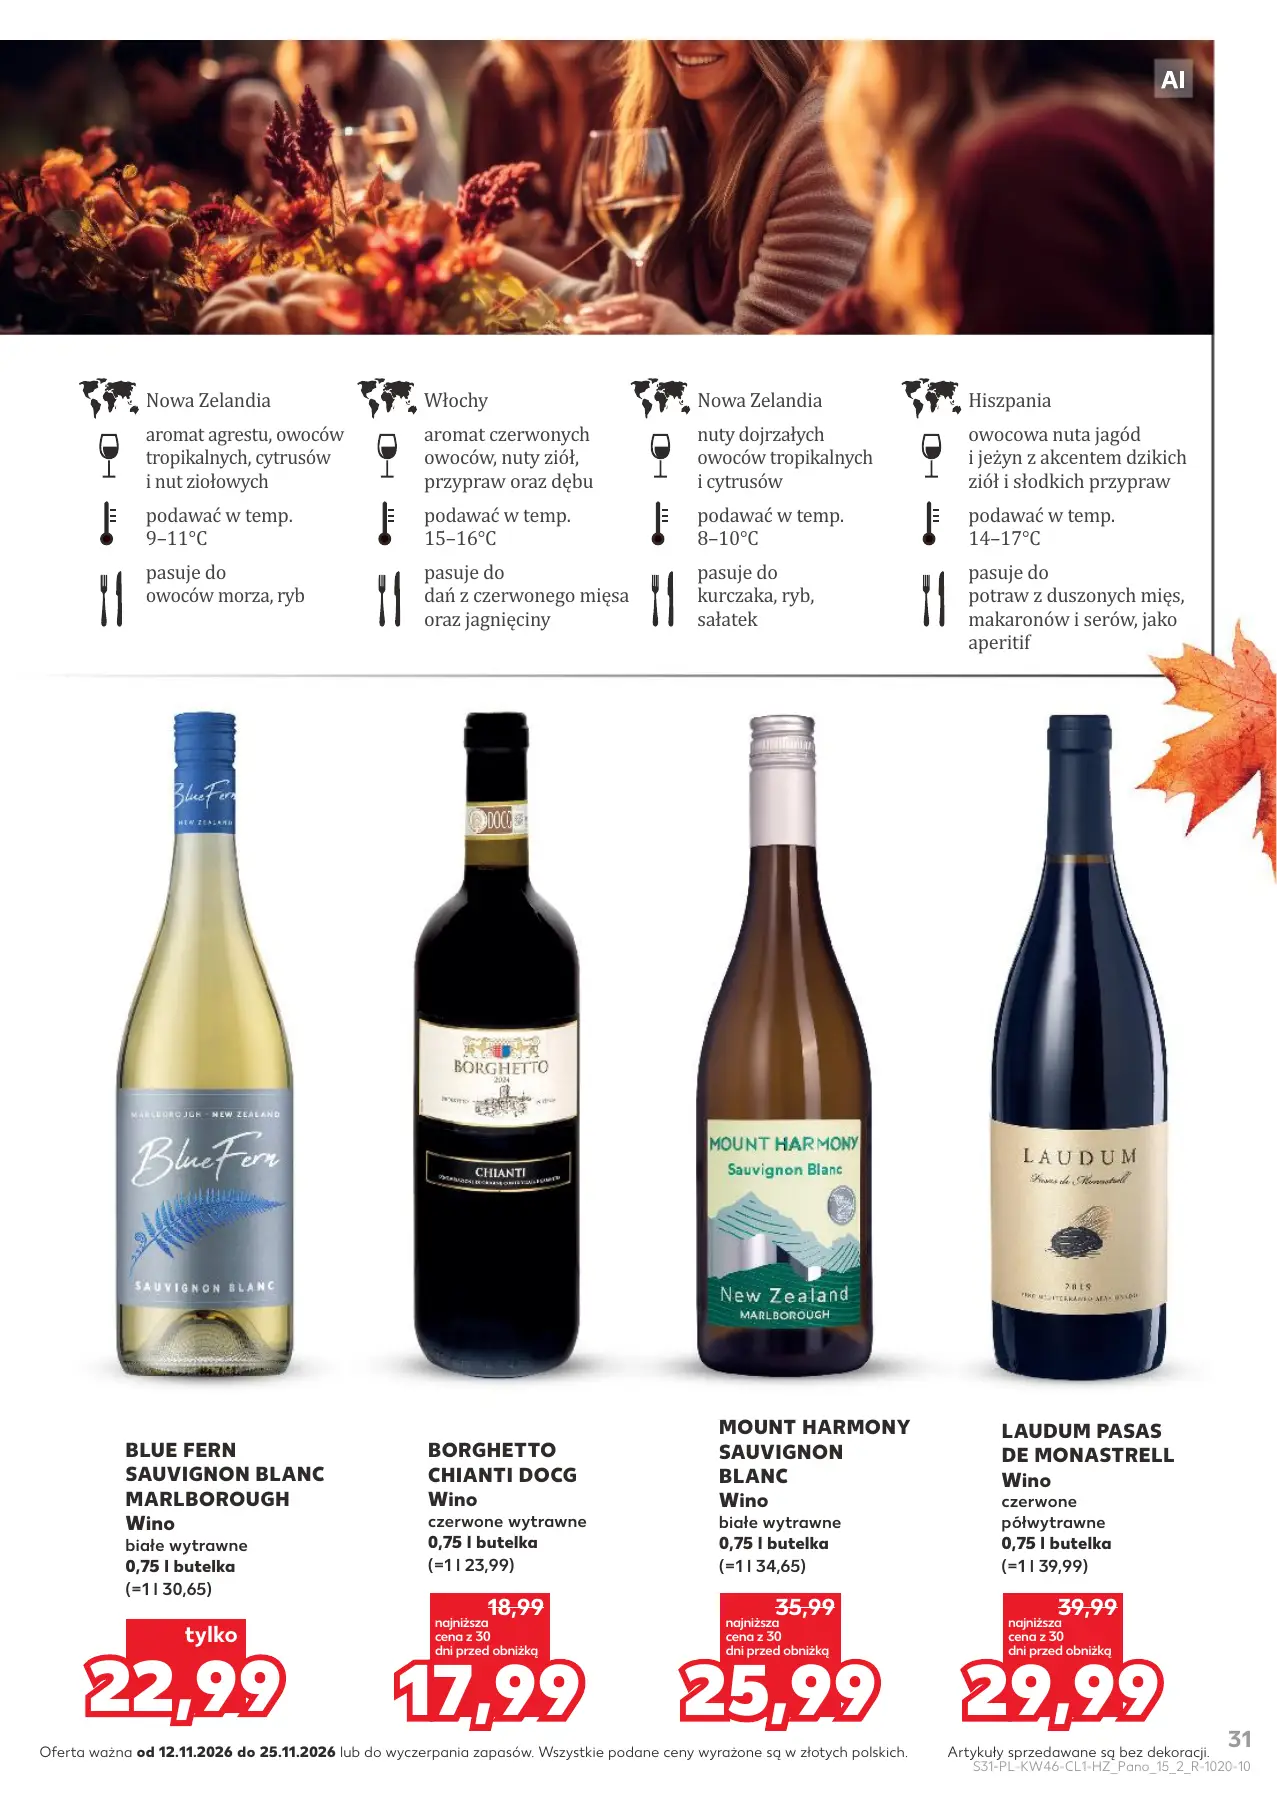 AI
Nowa Zelandia
aromat agrestu, owoców
tropikalnych, cytrusów
i nut ziołowych
podawać w temp.
9–11°C
pasuje do
owoców morza, ryb
Włochy
aromat czerwonych
owoców, nuty ziół,
przypraw oraz dębu
podawać w temp.
15–16°C
pasuje do
dań z czerwonego mięsa
oraz jagnięciny
Nowa Zelandia
nuty dojrzałych
owoców tropikalnych
i cytrusów
podawać w temp.
8–10°C
pasuje do
kurczaka, ryb,
sałatek
Hiszpania
owocowa nuta jagód
i jeżyn z akcentem dzikich
ziół i słodkich przypraw
podawać w temp.
14–17°C
pasuje do
potraw z duszonych mięs,
makaronów i serów, jako
aperitif
Blue Fern
NEW ZEALAND
MARLBOROUGH - NEW ZEALAND
Blue Fern
SAUVIGNON BLANC
DOCG
BORGHETTO
2024
CHIANTI
MOUNT HARMONY
Sauvignon Blanc
New Zealand
MARLBOROUGH
LAUDUM
Pasas de Monastrell
2019
BLUE FERN
SAUVIGNON BLANC
MARLBOROUGH
Wino
białe wytrawne
0,75 l butelka
(=1 l 30,65)
tylko
22,99
BORGHETTO
CHIANTI DOCG
Wino
czerwone wytrawne
0,75 l butelka
(=1 l 23,99)
18,99
najniższa
cena z 30
dni przed obniżką
17,99
MOUNT HARMONY
SAUVIGNON
BLANC
Wino
białe wytrawne
0,75 l butelka
(=1 l 34,65)
35,99
najniższa
cena z 30
dni przed obniżką
25,99
LAUDUM PASAS
DE MONASTRELL
Wino
czerwone
półwytrawne
0,75 l butelka
(=1 l 39,99)
39,99
najniższa
cena z 30
dni przed obniżką
29,99
Oferta ważna od 12.11.2026 do 25.11.2026 lub do wyczerpania zapasów. Wszystkie podane ceny wyrażone są w złotych polskich.
Artykuły sprzedawane są bez dekoracji.
31
S31-PL-KW46-CL1-HZ_Pano_15_2_R-1020-10